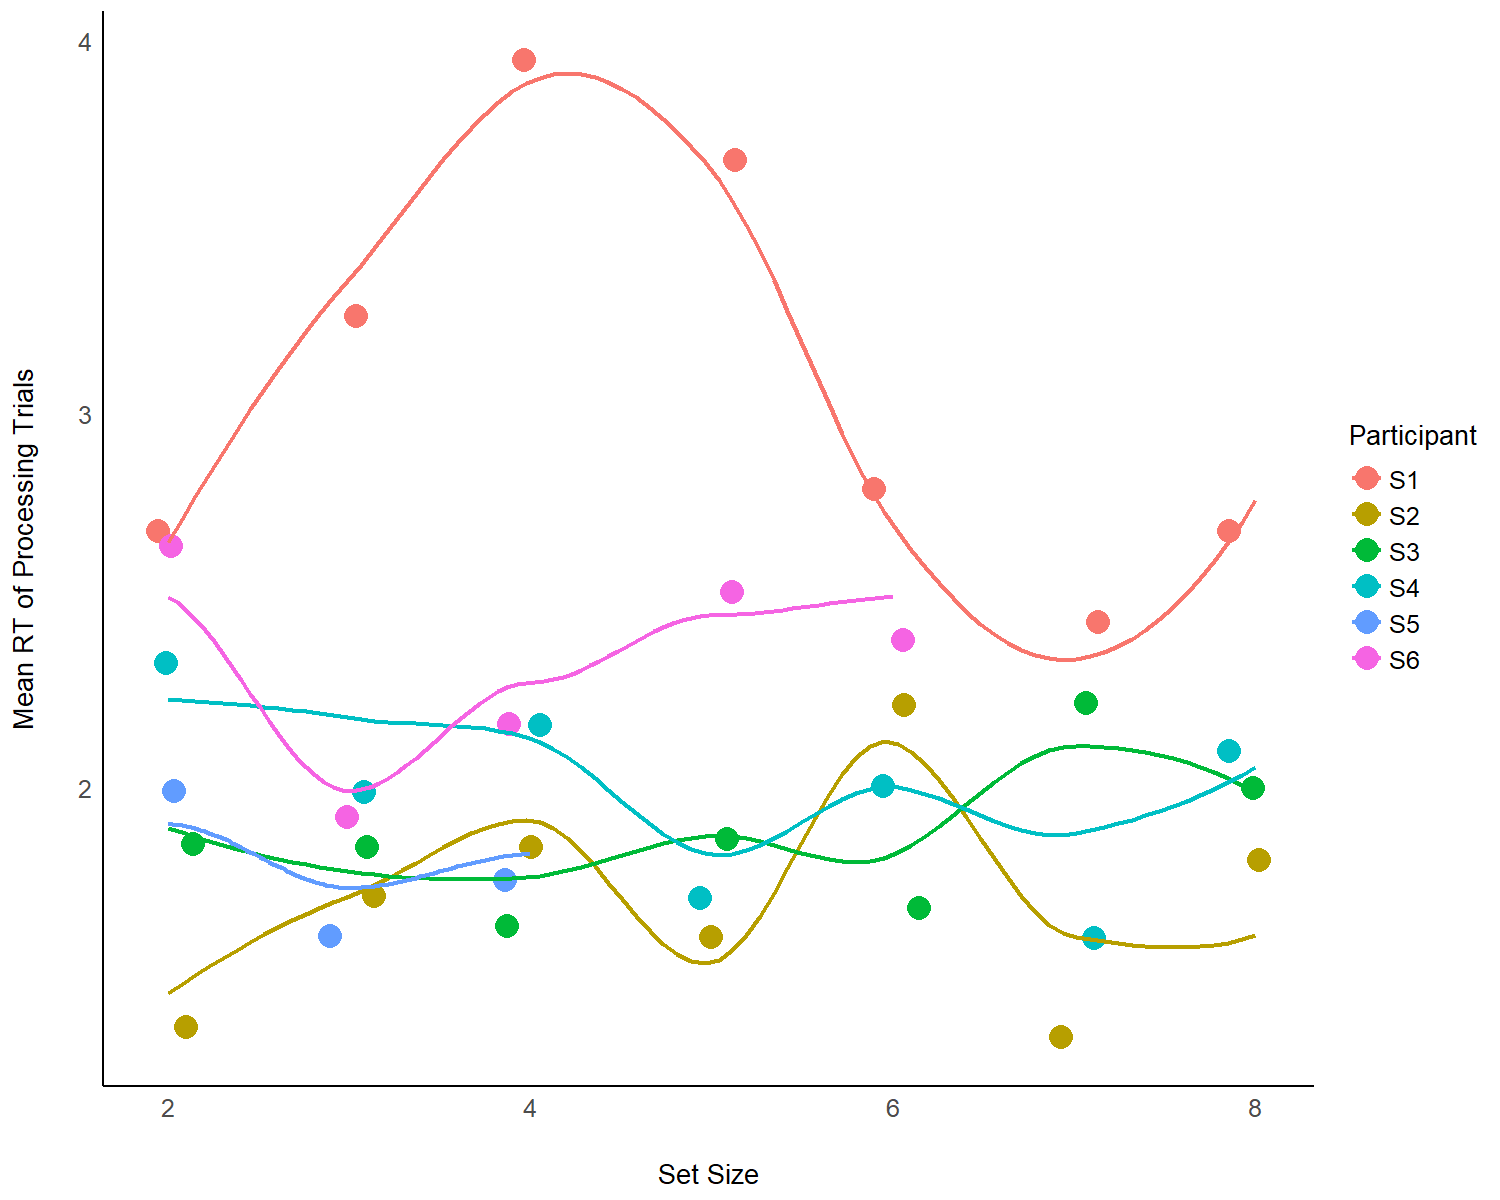 4
3
2
Mean RT of Processing Trials
2 4 6 8
Set Size
Participant
S1
S2
S3
S4
S5
S6